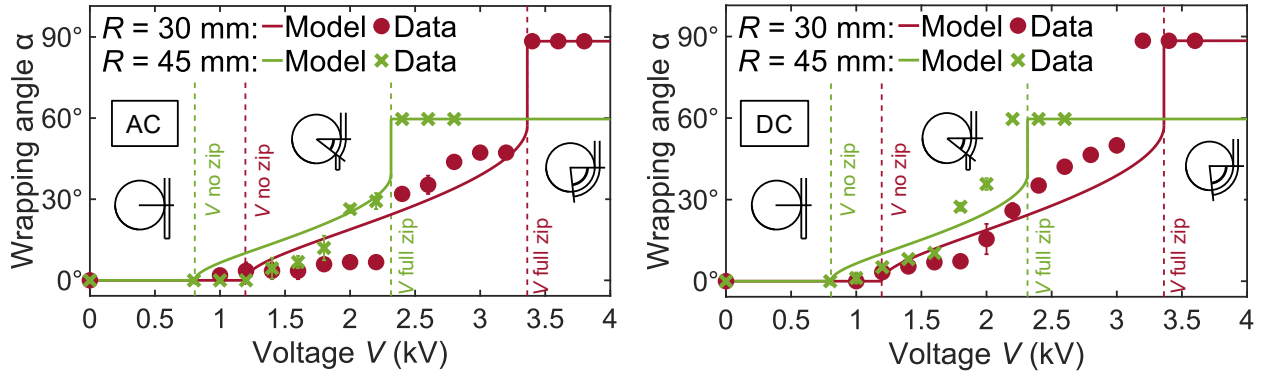 R = 30 mm: Model Data
R = 45 mm: Model Data
AC
V no zip
V no zip
V full zip
V full zip
90°
60°
30°
0°
Wrapping angle α
0 0.5 1 1.5 2 2.5 3 3.5 4
Voltage V (kV)
R = 30 mm: Model Data
R = 45 mm: Model Data
DC
V no zip
V no zip
V full zip
V full zip
90°
60°
30°
0°
Wrapping angle α
0 0.5 1 1.5 2 2.5 3 3.5 4
Voltage V (kV)